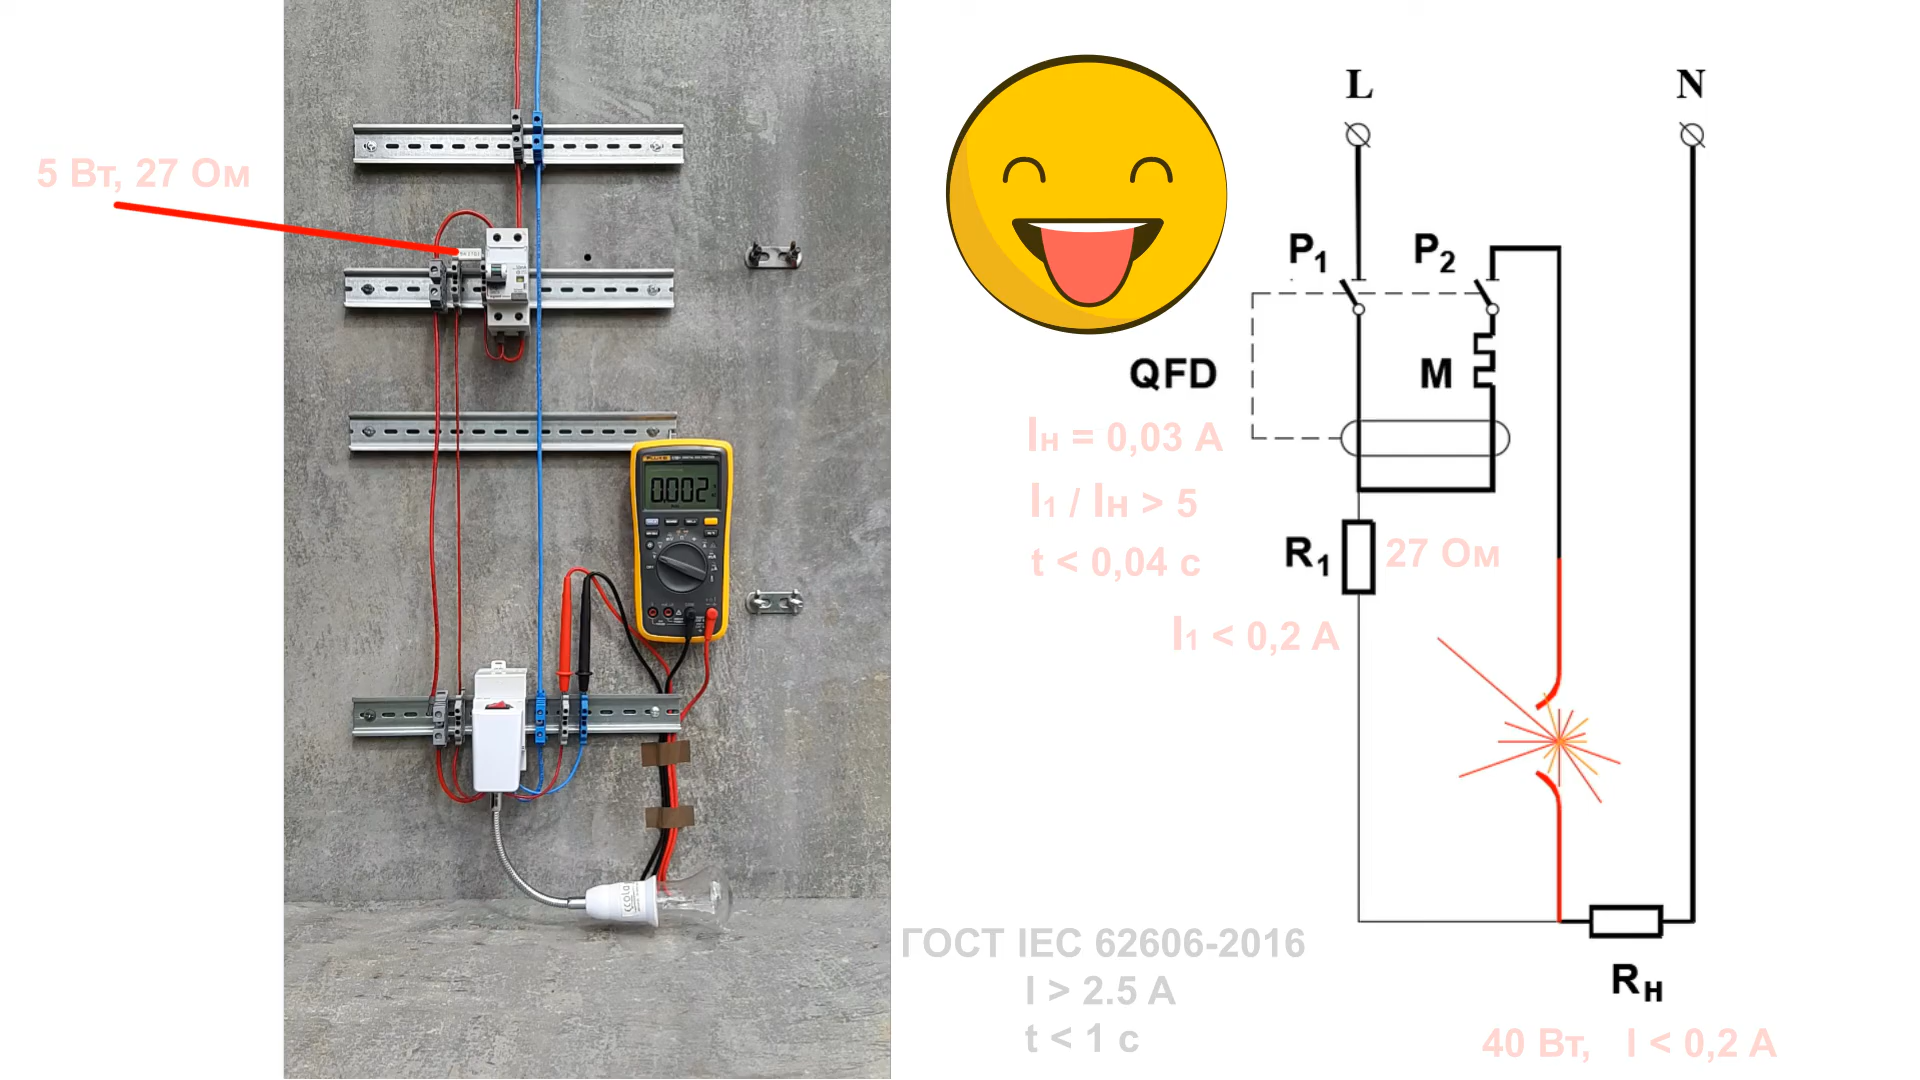 5 Вт, 27 Ом
0.002
L
N
P1
P2
QFD
M
Iн = 0,03 А
I1 / Iн > 5
t < 0,04 с
R1
27 Ом
I1 < 0,2 А
ГОСТ IEC 62606-2016
I > 2.5 А
t < 1 с
RH
40 Вт, I < 0,2 А